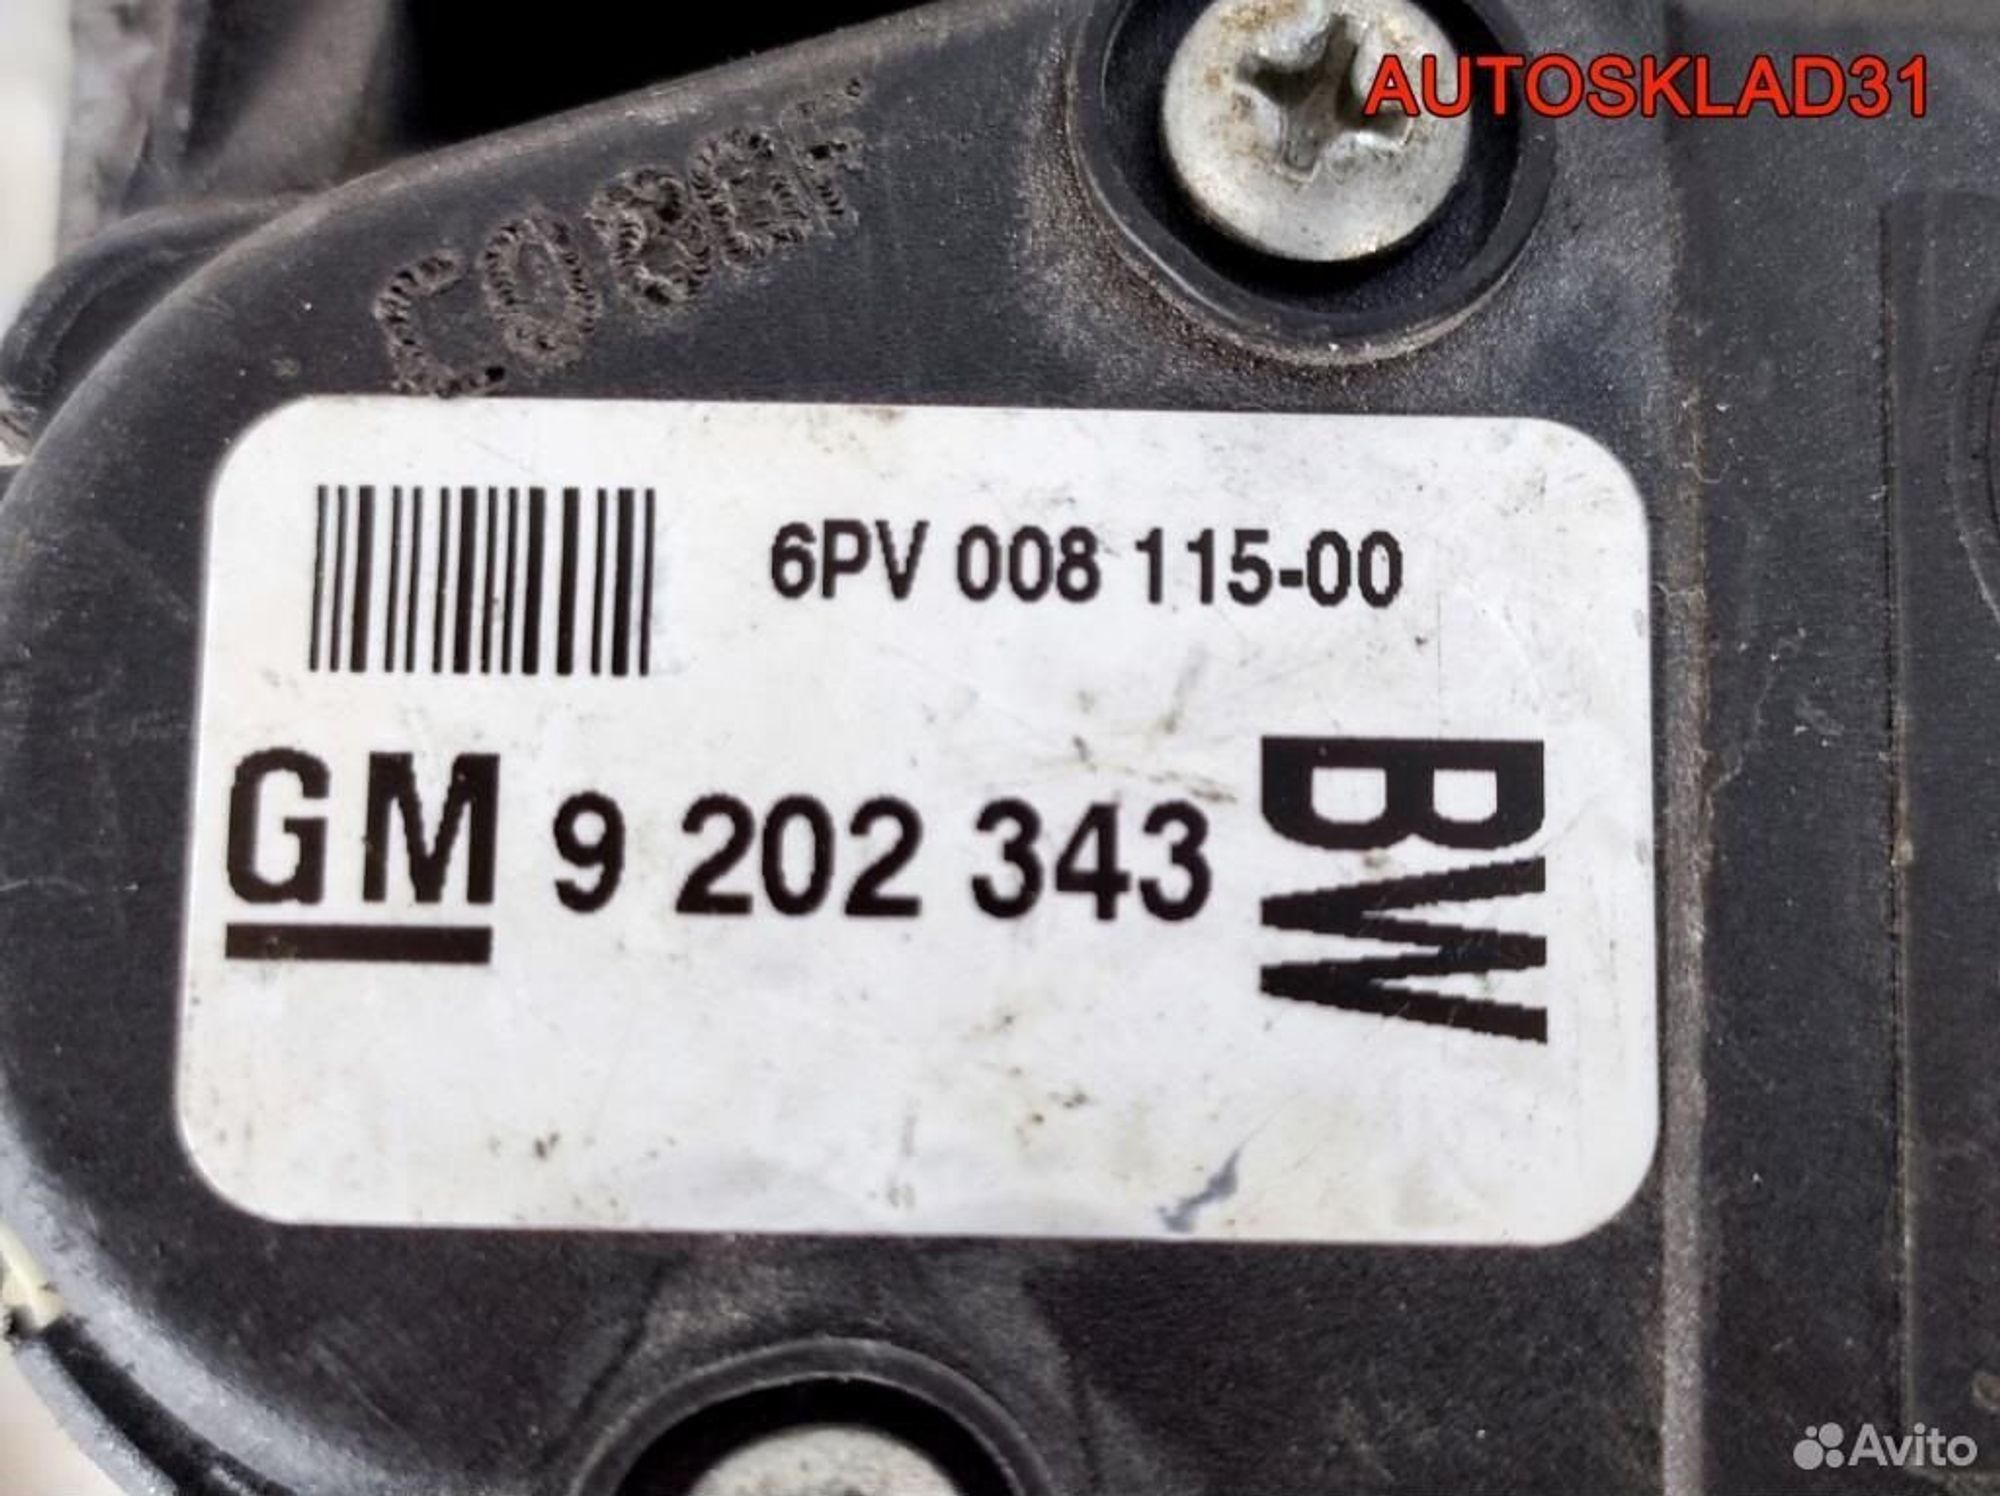 AUTOSKLAD31
6PV 008 115-00
GM 9 202 343
BW
Avito